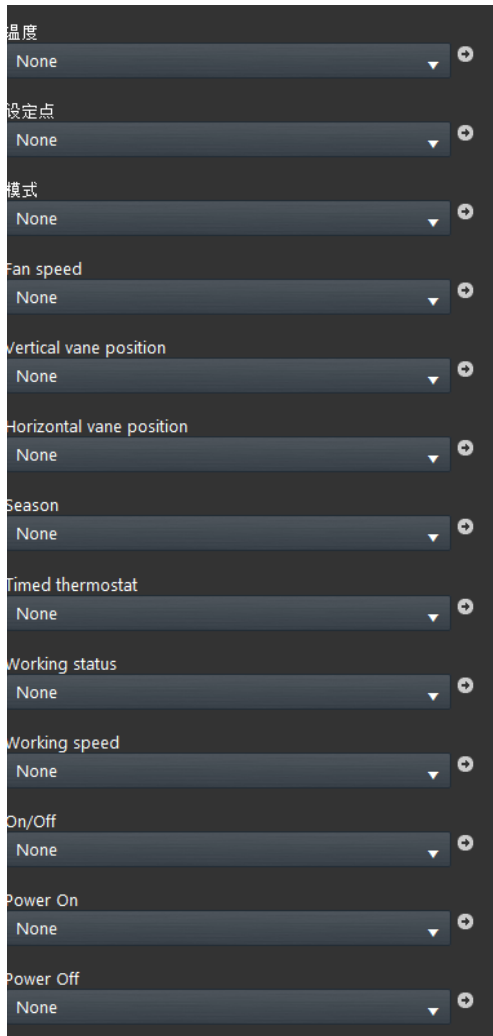 温度
None
设定点
None
模式
None
Fan speed
None
Vertical vane position
None
Horizontal vane position
None
Season
None
Timed thermostat
None
Working status
None
Working speed
None
On/Off
None
Power On
None
Power Off
None